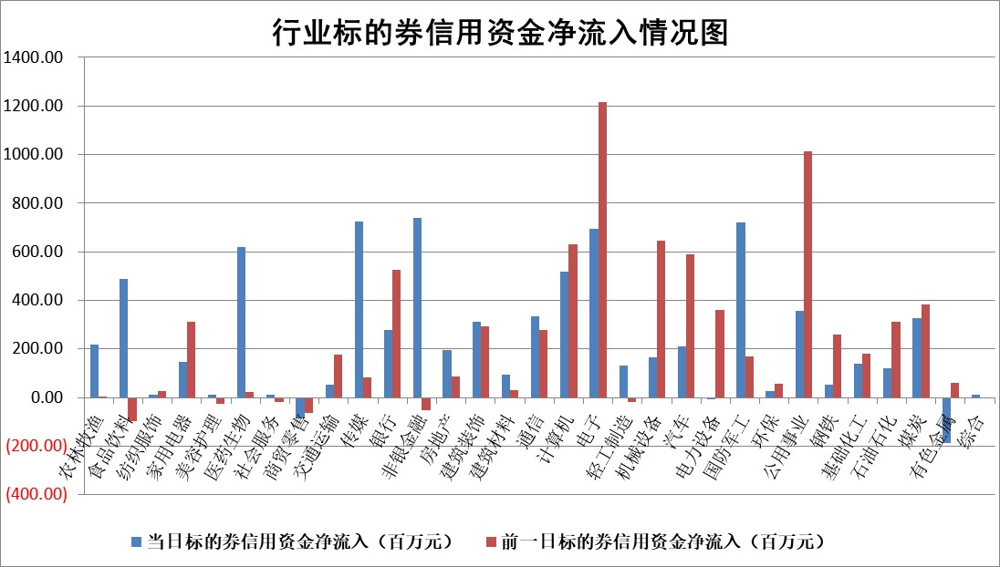 行业标的券信用资金净流入情况图
1400.00
1200.00
1000.00
800.00
600.00
400.00
200.00
0.00
(200.00)
(400.00)
农林牧渔
食品饮料
纺织服饰
家用电器
美容护理
医药生物
社会服务
商贸零售
交通运输
传媒
银行
非银金融
房地产
建筑装饰
建筑材料
通信
计算机
电子
轻工制造
机械设备
汽车
电力设备
国防军工
环保
公用事业
钢铁
基础化工
石油石化
煤炭
有色金属
综合
当日标的券信用资金净流入（百万元）
前一日标的券信用资金净流入（百万元）